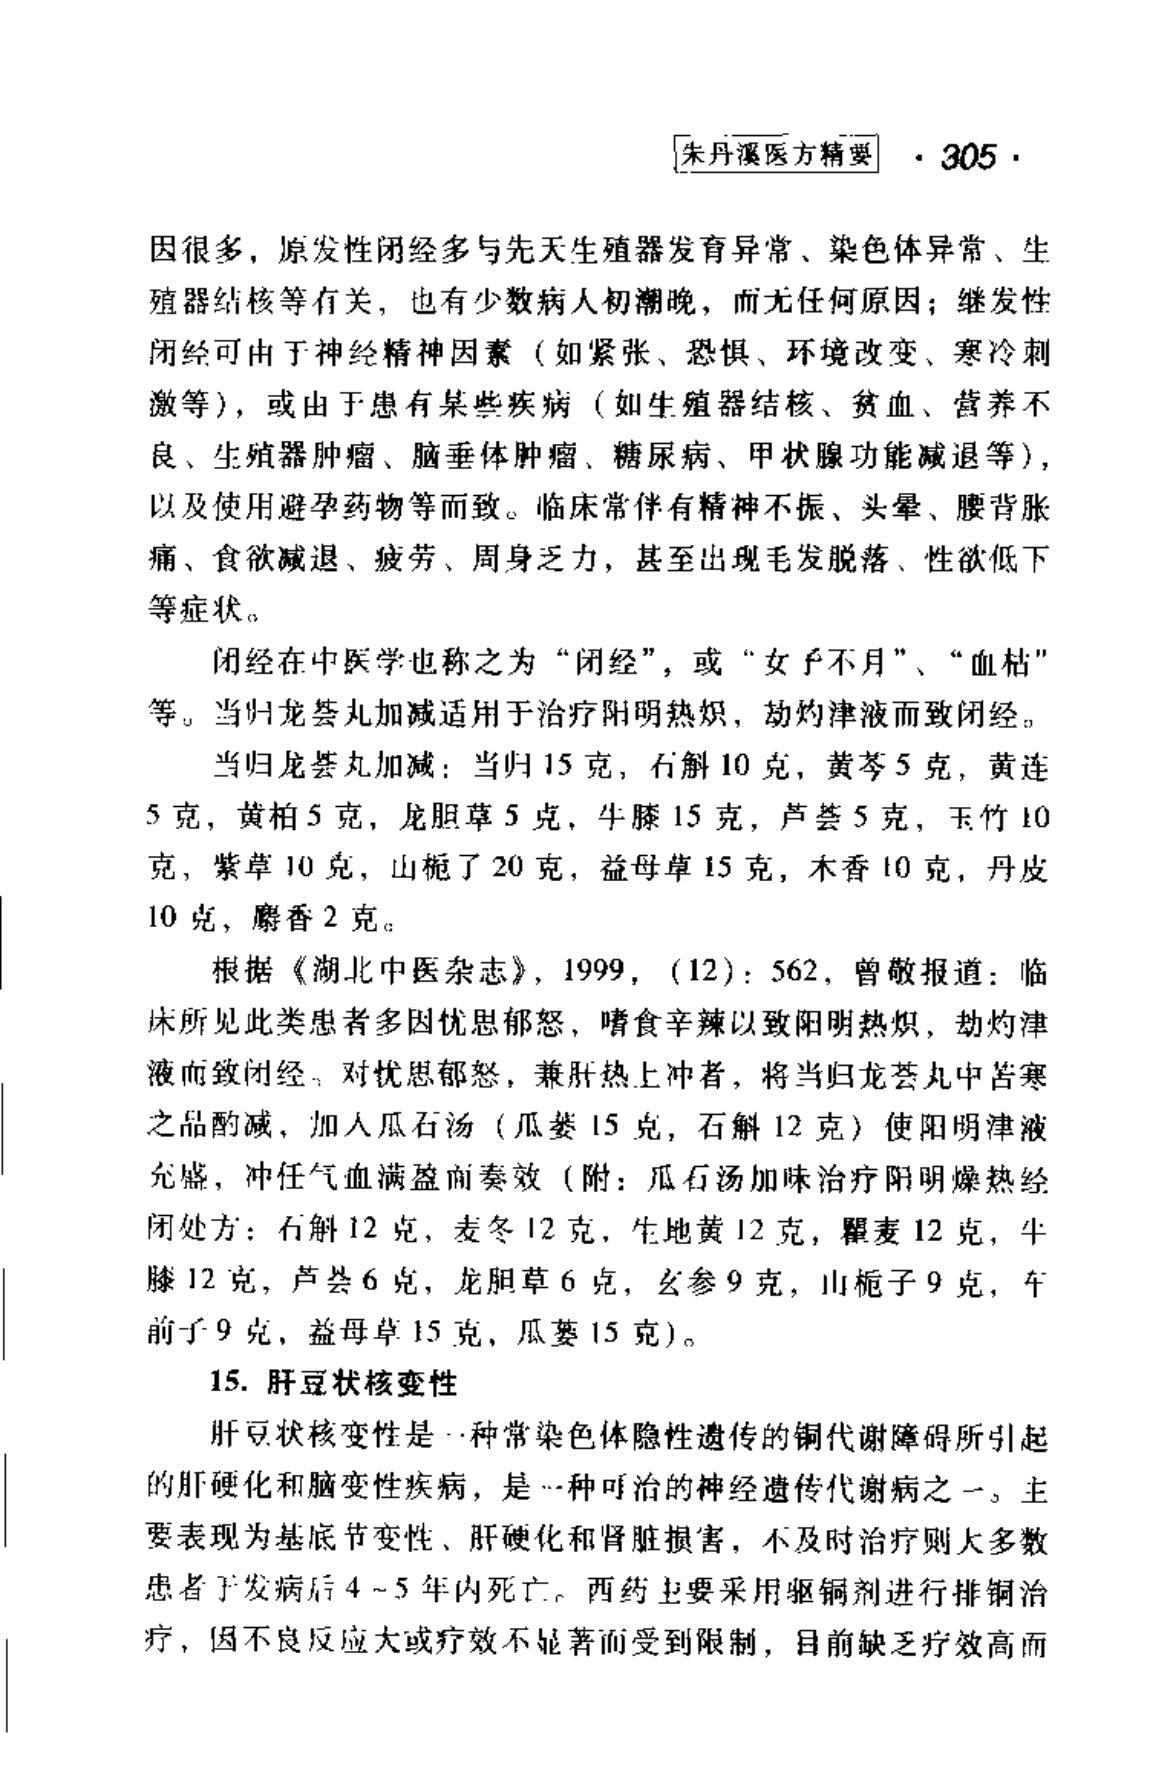 朱丹溪医方精要 · 305 ·
因很多，原发性闭经多与先天生殖器发育异常、染色体异常、生
殖器结核等有关，也有少数病人初潮晚，而无任何原因；继发性
闭经可由于神经精神因素（如紧张、恐惧、环境改变、寒冷刺
激等），或由于患有某些疾病（如生殖器结核、贫血、营养不
良、生殖器肿瘤、脑垂体肿瘤、糖尿病、甲状腺功能减退等），
以及使用避孕药物等而致。临床常伴有精神不振、头晕、腰背胀
痛、食欲减退、疲劳、周身乏力，甚至出现毛发脱落、性欲低下
等症状。
闭经在中医学也称之为“闭经”，或“女子不月”、“血枯”
等。当归龙荟丸加减适用于治疗阳明热炽，劫灼津液而致闭经。
当归龙荟丸加减：当归 15 克，石斛 10 克，黄芩 5 克，黄连
5 克，黄柏 5 克，龙胆草 5 克，牛膝 15 克，芦荟 5 克，玉竹 10
克，紫草 10 克，山栀子 20 克，益母草 15 克，木香 10 克，丹皮
10 克，麝香 2 克。
根据《湖北中医杂志》，1999，（12）：562，曾敬报道：临
床所见此类患者多因忧思郁怒，嗜食辛辣以致阳明热炽，劫灼津
液而致闭经。对忧思郁怒，兼肝热上冲者，将当归龙荟丸中苦寒
之品酌减，加入瓜石汤（瓜蒌 15 克，石斛 12 克）使阳明津液
充盛，冲任气血满盈而奏效（附：瓜石汤加味治疗阳明燥热经
闭处方：石斛 12 克，麦冬 12 克，生地黄 12 克，瞿麦 12 克，牛
膝 12 克，芦荟 6 克，龙胆草 6 克，玄参 9 克，山栀子 9 克，车
前子 9 克，益母草 15 克，瓜蒌 15 克）。
15. 肝豆状核变性
肝豆状核变性是一种常染色体隐性遗传的铜代谢障碍所引起
的肝硬化和脑变性疾病，是一种可治的神经遗传代谢病之一。主
要表现为基底节变性、肝硬化和肾脏损害，不及时治疗则大多数
患者于发病后 4～5 年内死亡。西药主要采用驱铜剂进行排铜治
疗，因不良反应大或疗效不显著而受到限制，目前缺乏疗效高而